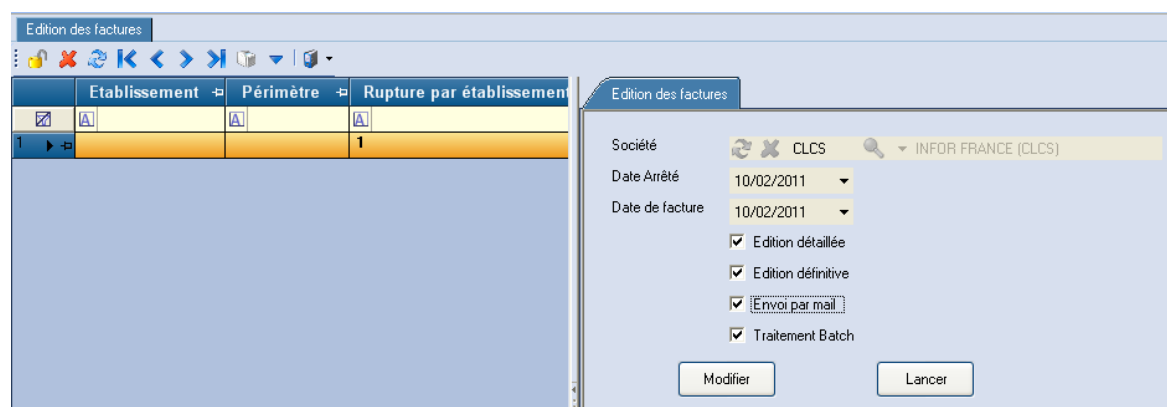 Edition des factures
Etablissement Périmètre Rupture par établissement
A A A
1 1
Edition des factures
Société CLCS INFOR FRANCE (CLCS)
Date Arrêté 10/02/2011
Date de facture 10/02/2011
Edition détaillée
Edition définitive
Envoi par mail
Traitement Batch
Modifier Lancer